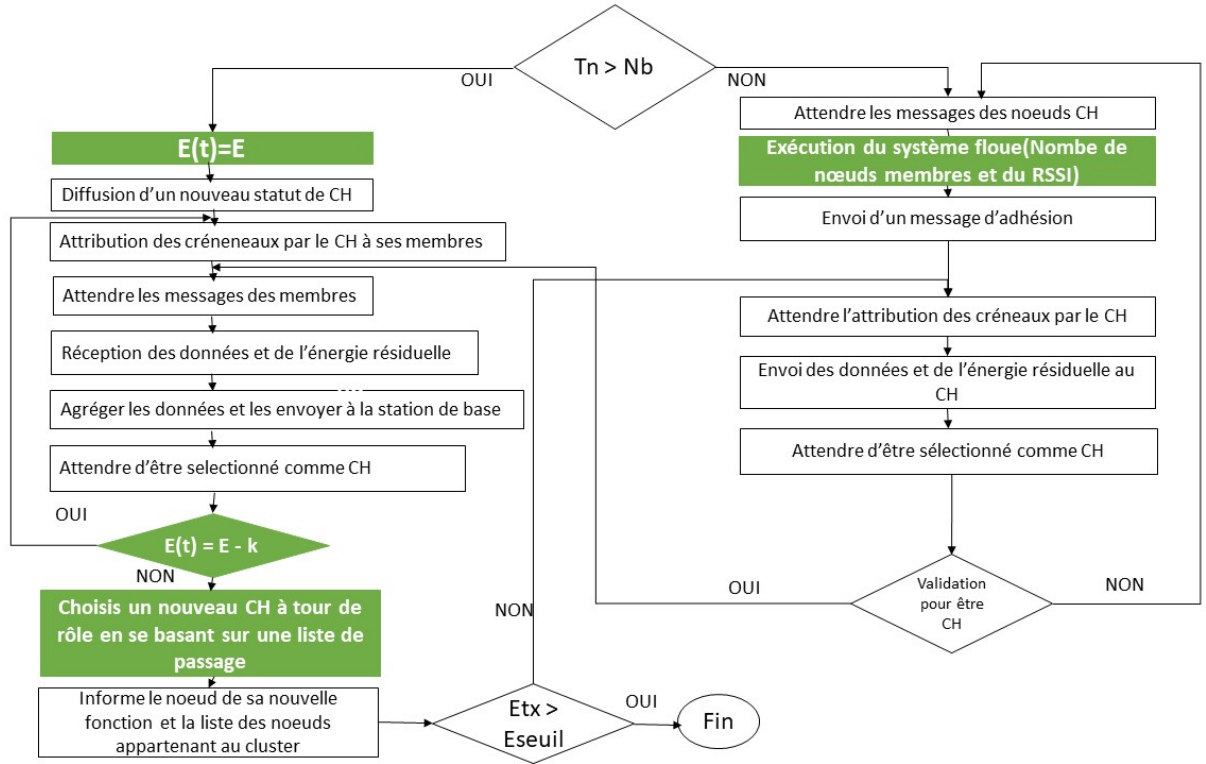 Tn > Nb
OUI
NON
E(t)=E
Diffusion d’un nouveau statut de CH
Attribution des créneneaux par le CH à ses membres
Attendre les messages des membres
Réception des données et de l’énergie résiduelle
Agréger les données et les envoyer à la station de base
Attendre d’être selectionné comme CH
OUI
E(t) = E - k
NON
Choisis un nouveau CH à tour de
rôle en se basant sur une liste de
passage
Informe le noeud de sa nouvelle
fonction et la liste des noeuds
appartenant au cluster
Attendre les messages des noeuds CH
Exécution du système floue(Nombe de
nœuds membres et du RSSI)
Envoi d’un message d’adhésion
Attendre l’attribution des créneaux par le CH
Envoi des données et de l’énergie résiduelle au
CH
Attendre d’être sélectionné comme CH
Validation
pour être
CH
OUI
NON
NON
Etx >
Eseuil
OUI
Fin